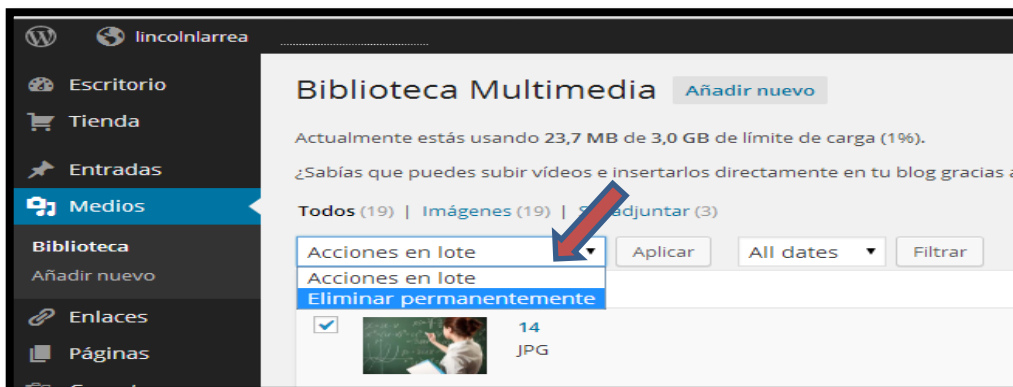 lincolnlarrea
Escritorio
Tienda
Entradas
Medios
Biblioteca
Añadir nuevo
Enlaces
Páginas
Biblioteca Multimedia Añadir nuevo
Actualmente estás usando 23,7 MB de 3,0 GB de límite de carga (1%).
¿Sabías que puedes subir vídeos e insertarlos directamente en tu blog gracias a
Todos (19) | Imágenes (19) | adjuntar (3)
Acciones en lote Aplicar All dates Filtrar
Acciones en lote
Eliminar permanentemente
14
JPG